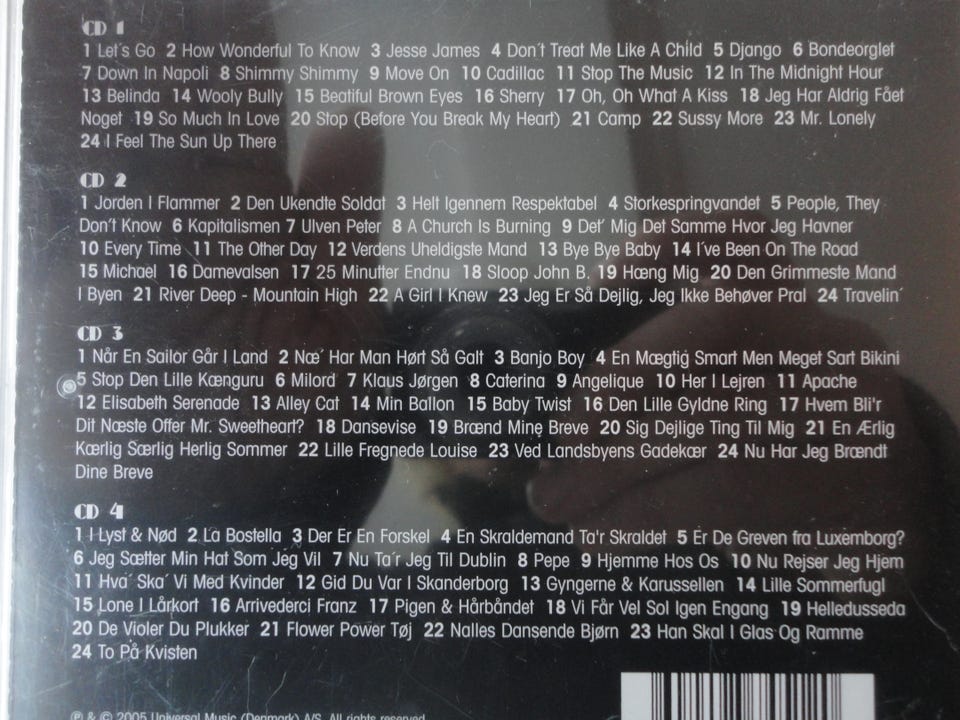 CD 1
1 Let´s Go 2 How Wonderful To Know 3 Jesse James 4 Don´t Treat Me Like A Child 5 Django 6 Bondeorglet
7 Down In Napoli 8 Shimmy Shimmy 9 Move On 10 Cadillac 11 Stop The Music 12 In The Midnight Hour
13 Belinda 14 Wooly Bully 15 Beatiful Brown Eyes 16 Sherry 17 Oh, Oh What A Kiss 18 Jeg Har Aldrig Fået
Noget 19 So Much In Love 20 Stop (Before You Break My Heart) 21 Camp 22 Sussy More 23 Mr. Lonely
24 I Feel The Sun Up There
CD 2
1 Jorden I Flammer 2 Den Ukendte Soldat 3 Helt Igennem Respektabel 4 Storkespringvandet 5 People, They
Don't Know 6 Kapitalismen 7 Ulven Peter 8 A Church Is Burning 9 Det' Mig Det Samme Hvor Jeg Havner
10 Every Time 11 The Other Day 12 Verdens Uheldigste Mand 13 Bye Bye Baby 14 I´ve Been On The Road
15 Michael 16 Damevalsen 17 25 Minutter Endnu 18 Sloop John B. 19 Hæng Mig 20 Den Grimmeste Mand
I Byen 21 River Deep - Mountain High 22 A Girl I Knew 23 Jeg Er Så Dejlig, Jeg Ikke Behøver Pral 24 Travelin´
CD 3
1 Når En Sailor Går I Land 2 Næ´ Har Man Hørt Så Galt 3 Banjo Boy 4 En Mægtig Smart Men Meget Sart Bikini
5 Stop Den Lille Kænguru 6 Milord 7 Klaus Jørgen 8 Caterina 9 Angelique 10 Her I Lejren 11 Apache
12 Elisabeth Serenade 13 Alley Cat 14 Min Ballon 15 Baby Twist 16 Den Lille Gyldne Ring 17 Hvem Bli'r
Dit Næste Offer Mr. Sweetheart? 18 Dansevise 19 Brænd Mine Breve 20 Sig Dejlige Ting Til Mig 21 En Ærlig
Kærlig Særlig Herlig Sommer 22 Lille Fregnede Louise 23 Ved Landsbyens Gadekær 24 Nu Har Jeg Brændt
Dine Breve
CD 4
1 I Lyst & Nød 2 La Bostella 3 Der Er En Forskel 4 En Skraldemand Ta'r Skraldet 5 Er De Greven fra Luxemborg?
6 Jeg Sætter Min Hat Som Jeg Vil 7 Nu Ta´r Jeg Til Dublin 8 Pepe 9 Hjemme Hos Os 10 Nu Rejser Jeg Hjem
11 Hva´ Ska´ Vi Med Kvinder 12 Gid Du Var I Skanderborg 13 Gyngerne & Karussellen 14 Lille Sommerfugl
15 Lone I Lårkort 16 Arrivederci Franz 17 Pigen & Hårbåndet 18 Vi Får Vel Sol Igen Engang 19 Helledusseda
20 De Violer Du Plukker 21 Flower Power Tøj 22 Nalles Dansende Bjørn 23 Han Skal I Glas Og Ramme
24 To På Kvisten
℗ & © 2005 Universal Music (Denmark) A/S. All rights reserved